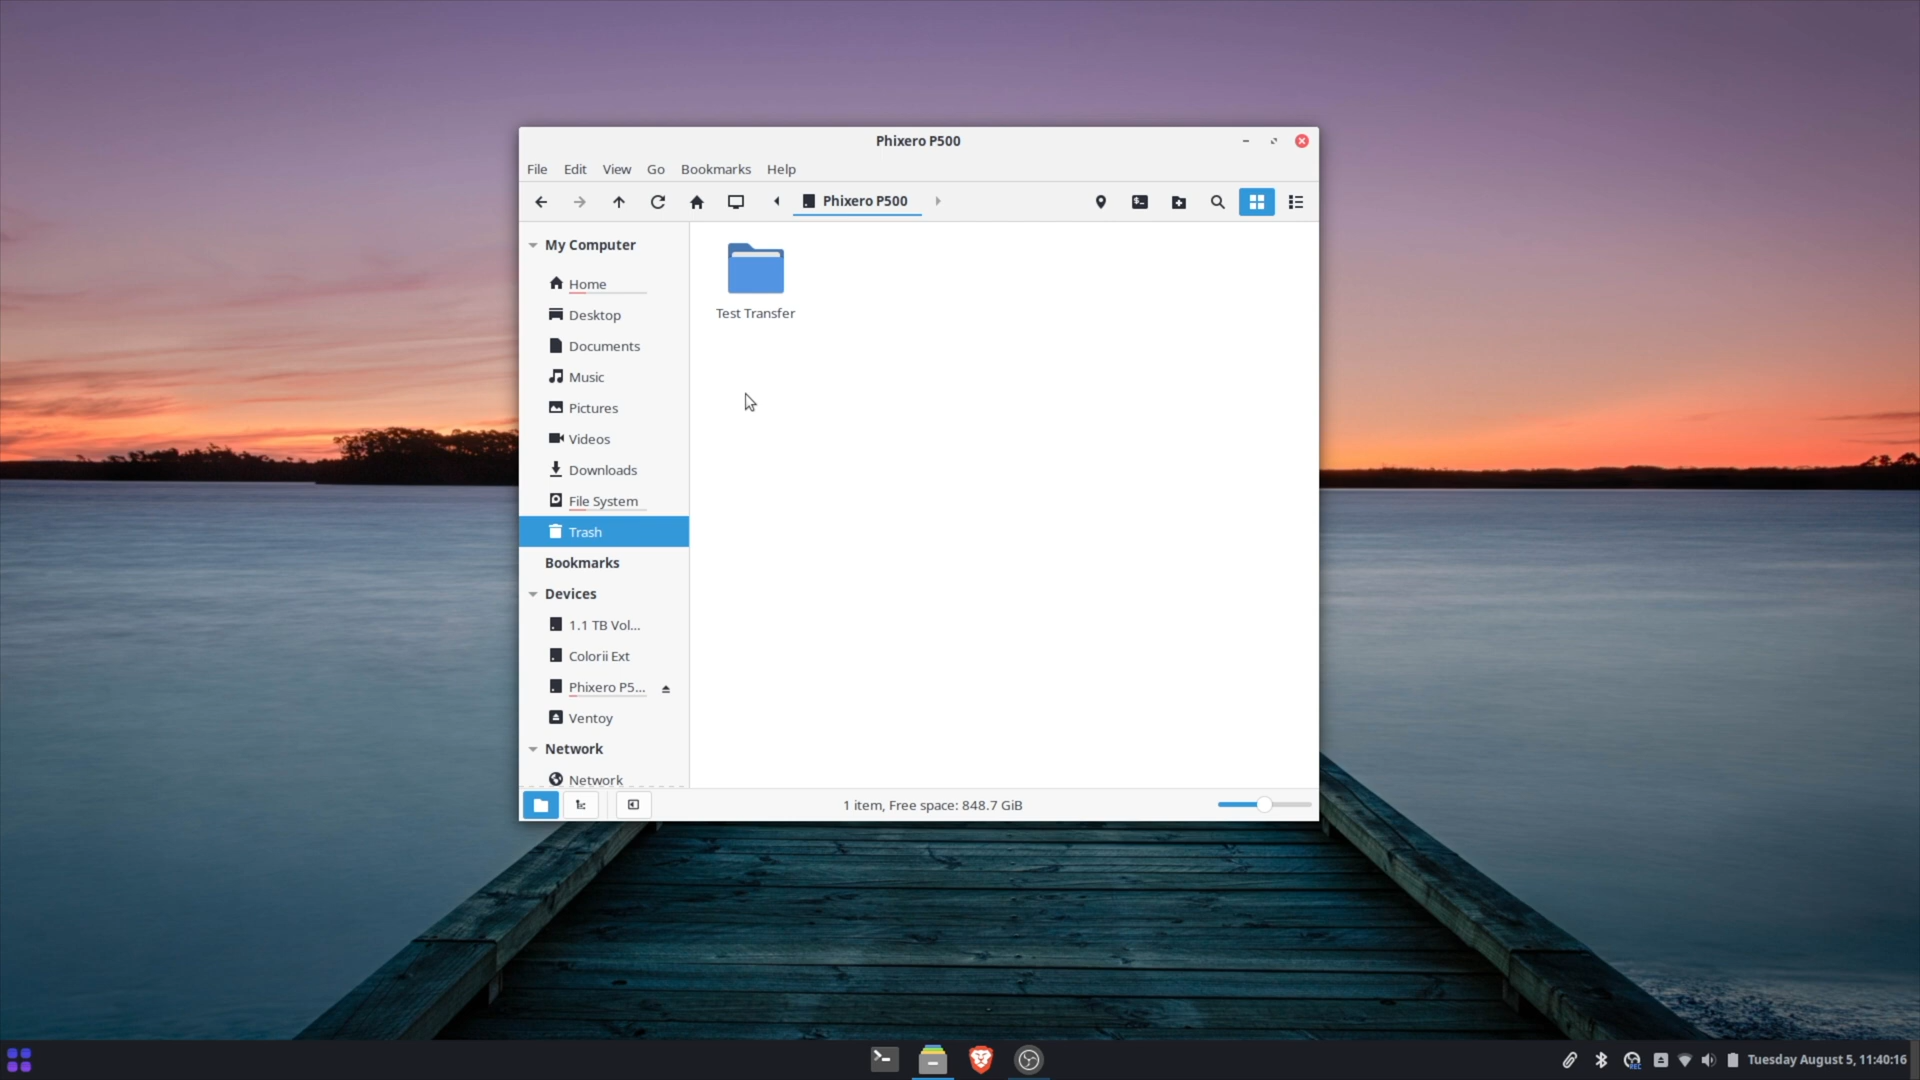 Phixero P500
File Edit View Go Bookmarks Help
Phixero P500
My Computer
Home
Desktop
Documents
Music
Pictures
Videos
Downloads
File System
Trash
Bookmarks
Devices
1.1 TB Vol...
Colorii Ext
Phixero P5...
Ventoy
Network
Network
Test Transfer
1 item, Free space: 848.7 GiB
Tuesday August 5, 11:40:16